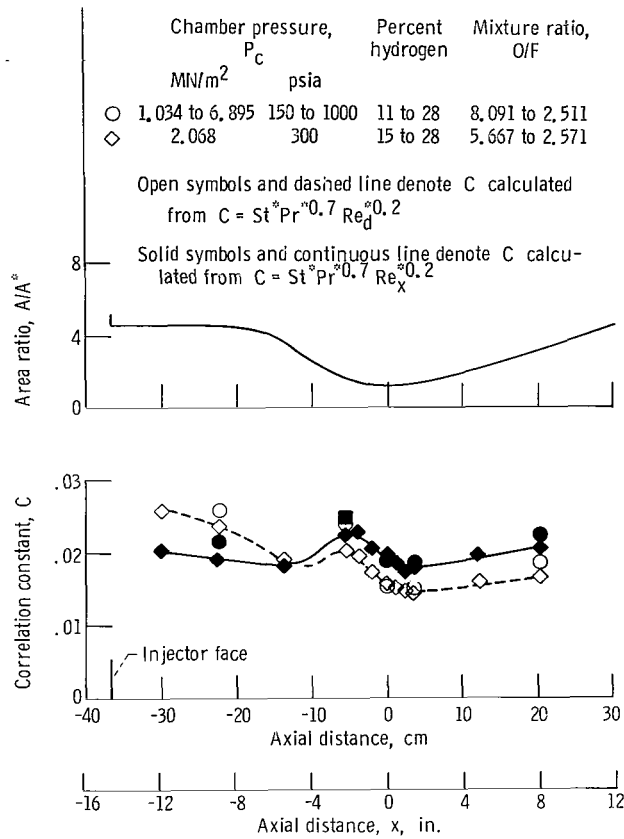 Chamber pressure, Percent Mixture ratio,
P_c hydrogen O/F
MN/m² psia
○ 1.034 to 6.895 150 to 1000 11 to 28 8.091 to 2.511
◇ 2.068 300 15 to 28 5.667 to 2.571
Open symbols and dashed line denote C calculated
from C = St*Pr*^0.7 Re_d*^0.2
Solid symbols and continuous line denote C calcu-
lated from C = St*Pr*^0.7 Re_x*^0.2
Area ratio, A/A*
8
4
0
Correlation constant, C
.03
.02
.01
0
Injector face
-40 -30 -20 -10 0 10 20 30
Axial distance, cm
-16 -12 -8 -4 0 4 8 12
Axial distance, x, in.